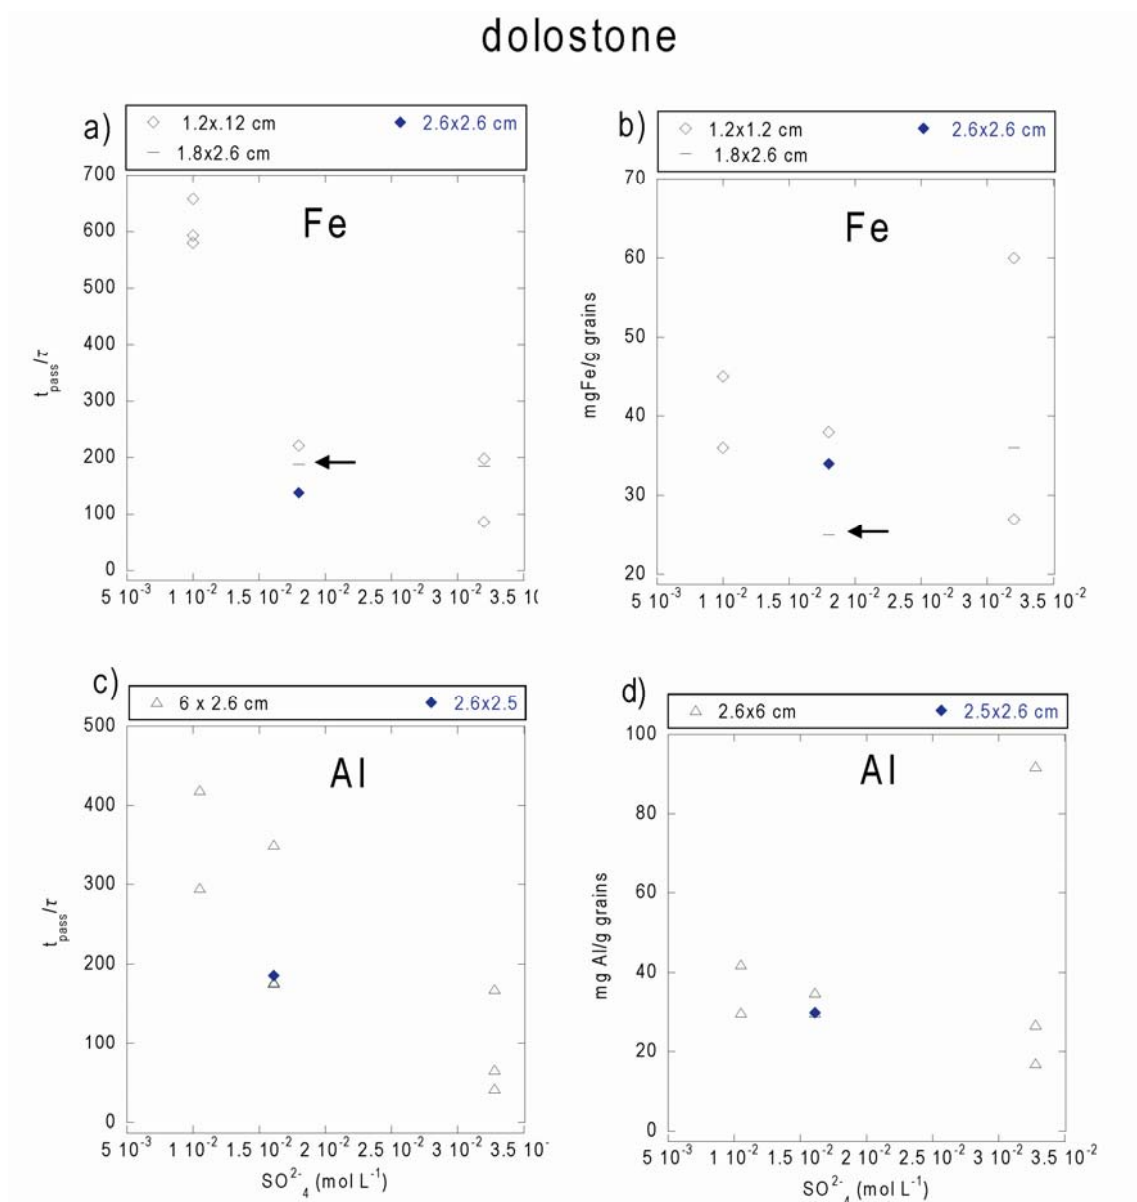 dolostone
a)
1.2x.12 cm 2.6x2.6 cm
1.8x2.6 cm
Fe
700
600
500
400
300
200
100
0
t pass/τ
5 10-3 1 10-2 1.5 10-2 2 10-2 2.5 10-2 3 10-2 3.5 10(
b)
1.2x1.2 cm 2.6x2.6 cm
1.8x2.6 cm
Fe
70
60
50
40
30
20
mgFe/g grains
5 10-3 1 10-2 1.5 10-2 2 10-2 2.5 10-2 3 10-2 3.5 10-2
c)
6 x 2.6 cm 2.6x2.5
Al
500
400
300
200
100
0
t pass/τ
5 10-3 1 10-2 1.5 10-2 2 10-2 2.5 10-2 3 10-2 3.5 10-
SO2-4 (mol L-1)
d)
2.6x6 cm 2.5x2.6 cm
Al
100
80
60
40
20
0
mg Al/g grains
5 10-3 1 10-2 1.5 10-2 2 10-2 2.5 10-2 3 10-2 3.5 10-2
SO2-4 (mol L-1)